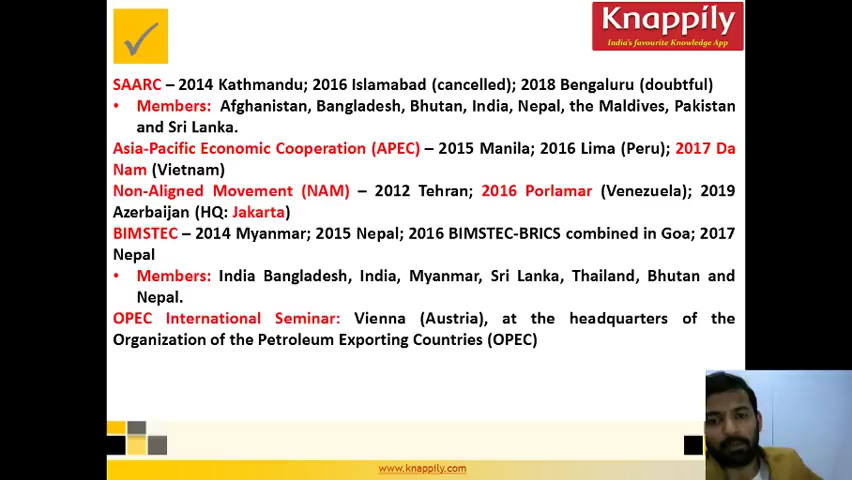 Knappily
India's favourite Knowledge App
SAARC – 2014 Kathmandu; 2016 Islamabad (cancelled); 2018 Bengaluru (doubtful)
• Members: Afghanistan, Bangladesh, Bhutan, India, Nepal, the Maldives, Pakistan
and Sri Lanka.
Asia-Pacific Economic Cooperation (APEC) – 2015 Manila; 2016 Lima (Peru); 2017 Da
Nam (Vietnam)
Non-Aligned Movement (NAM) – 2012 Tehran; 2016 Porlamar (Venezuela); 2019
Azerbaijan (HQ: Jakarta)
BIMSTEC – 2014 Myanmar; 2015 Nepal; 2016 BIMSTEC-BRICS combined in Goa; 2017
Nepal
• Members: India Bangladesh, India, Myanmar, Sri Lanka, Thailand, Bhutan and
Nepal.
OPEC International Seminar: Vienna (Austria), at the headquarters of the
Organization of the Petroleum Exporting Countries (OPEC)
www.knappily.com